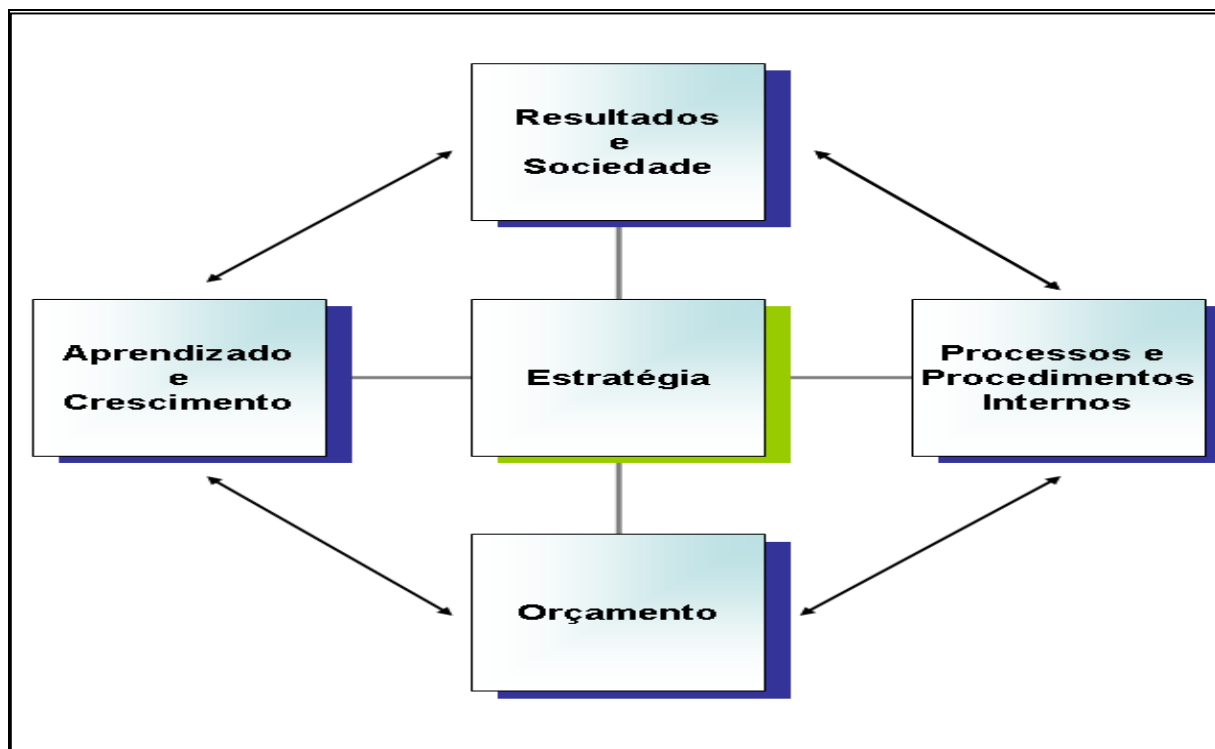 Resultados
e
Sociedade
Aprendizado
e
Crescimento
Estratégia
Processos e
Procedimentos
Internos
Orçamento